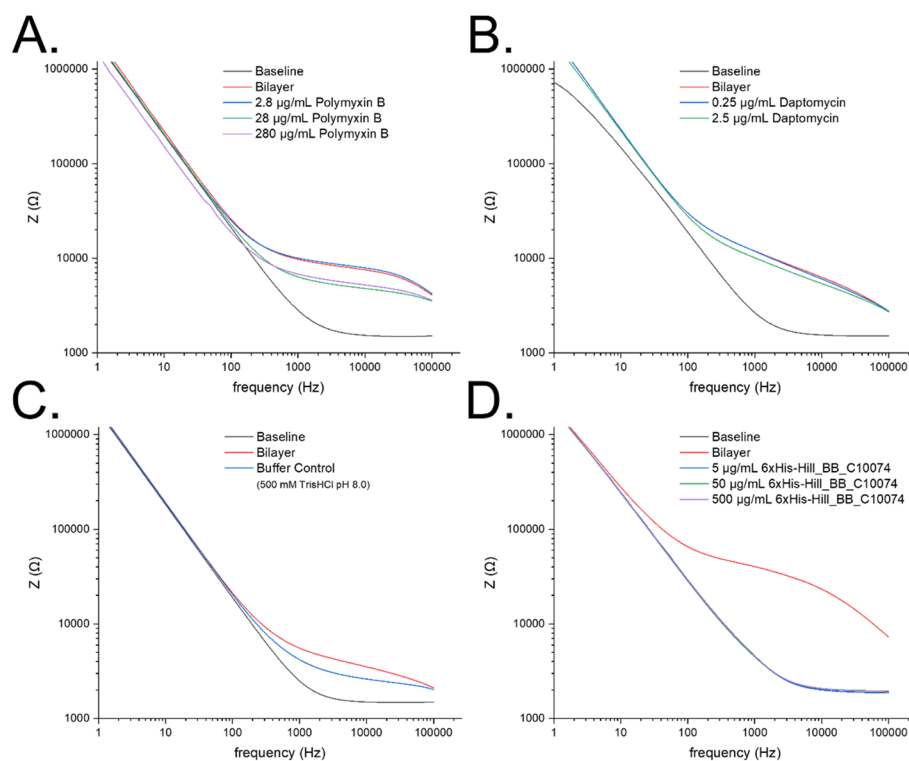 A.
1000000
100000
10000
1000
Z (Ω)
Baseline
Bilayer
2.8 µg/mL Polymyxin B
28 µg/mL Polymyxin B
280 µg/mL Polymyxin B
1 10 100 1000 10000 100000
frequency (Hz)
B.
1000000
100000
10000
1000
Z (Ω)
Baseline
Bilayer
0.25 µg/mL Daptomycin
2.5 µg/mL Daptomycin
1 10 100 1000 10000 100000
frequency (Hz)
C.
1000000
100000
10000
1000
Z (Ω)
Baseline
Bilayer
Buffer Control
(500 mM TrisHCl pH 8.0)
1 10 100 1000 10000 100000
frequency (Hz)
D.
1000000
100000
10000
1000
Z (Ω)
Baseline
Bilayer
5 µg/mL 6xHis-Hill_BB_C10074
50 µg/mL 6xHis-Hill_BB_C10074
500 µg/mL 6xHis-Hill_BB_C10074
1 10 100 1000 10000 100000
frequency (Hz)